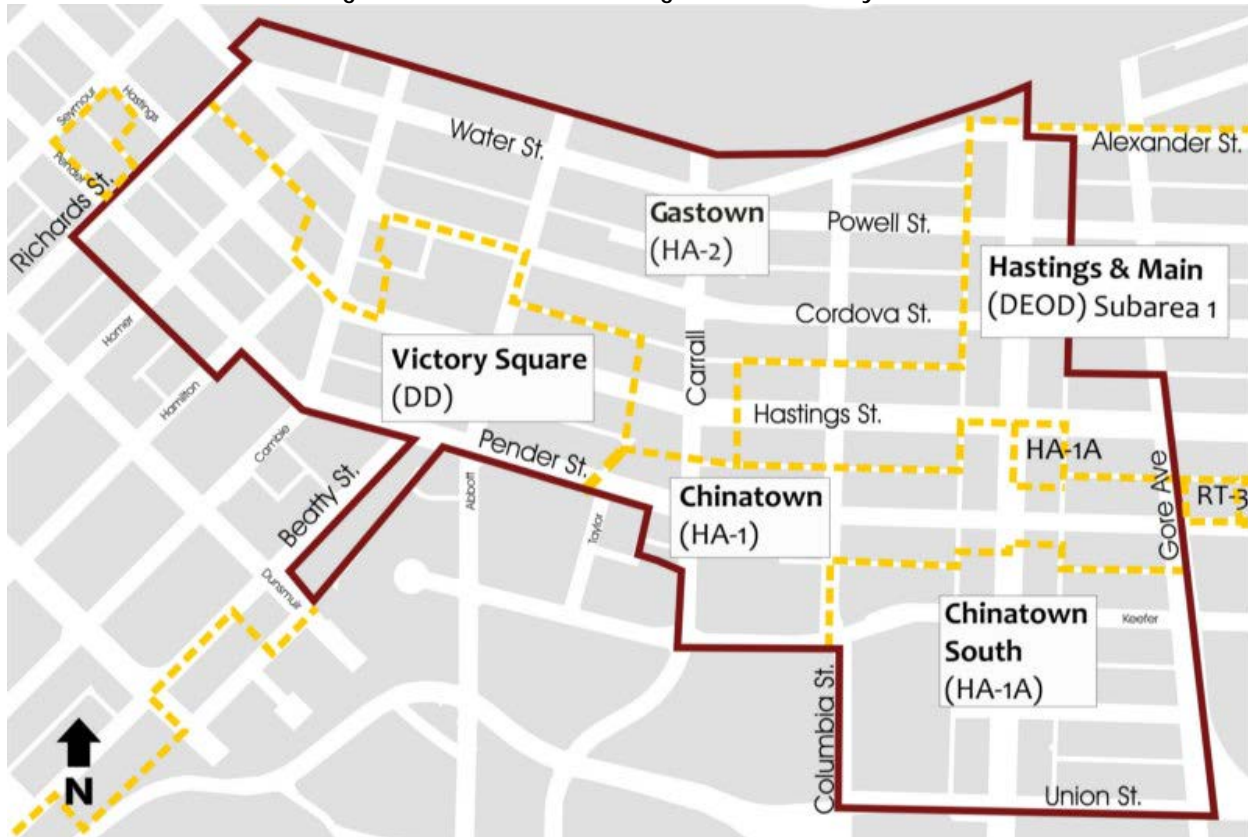 Seymour
Hastings
Pender
Richards St.
Water St.
Alexander St.
Gastown
(HA-2)
Powell St.
Hastings & Main
(DEOD) Subarea 1
Cordova St.
Homer
Victory Square
(DD)
Carrall
Hamilton
Hastings St.
Cambie
Pender St.
HA-1A
Beatty St.
Abbott
Chinatown
(HA-1)
Gore Ave
RT-3
Taylor
Dunsmuir
Chinatown
South
(HA-1A)
Keefer
Columbia St.
N
Union St.